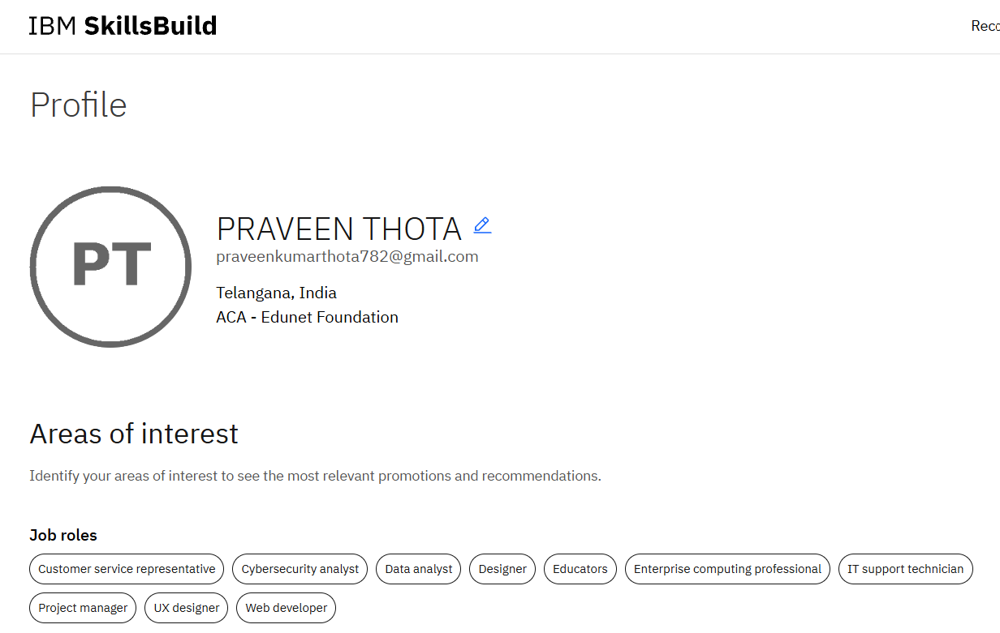 IBM SkillsBuild
Profile
PT
PRAVEEN THOTA
praveenkumarthota782@gmail.com
Telangana, India
ACA - Edunet Foundation
Areas of interest
Identify your areas of interest to see the most relevant promotions and recommendations.
Job roles
Customer service representative Cybersecurity analyst Data analyst Designer Educators Enterprise computing professional IT support technician
Project manager UX designer Web developer